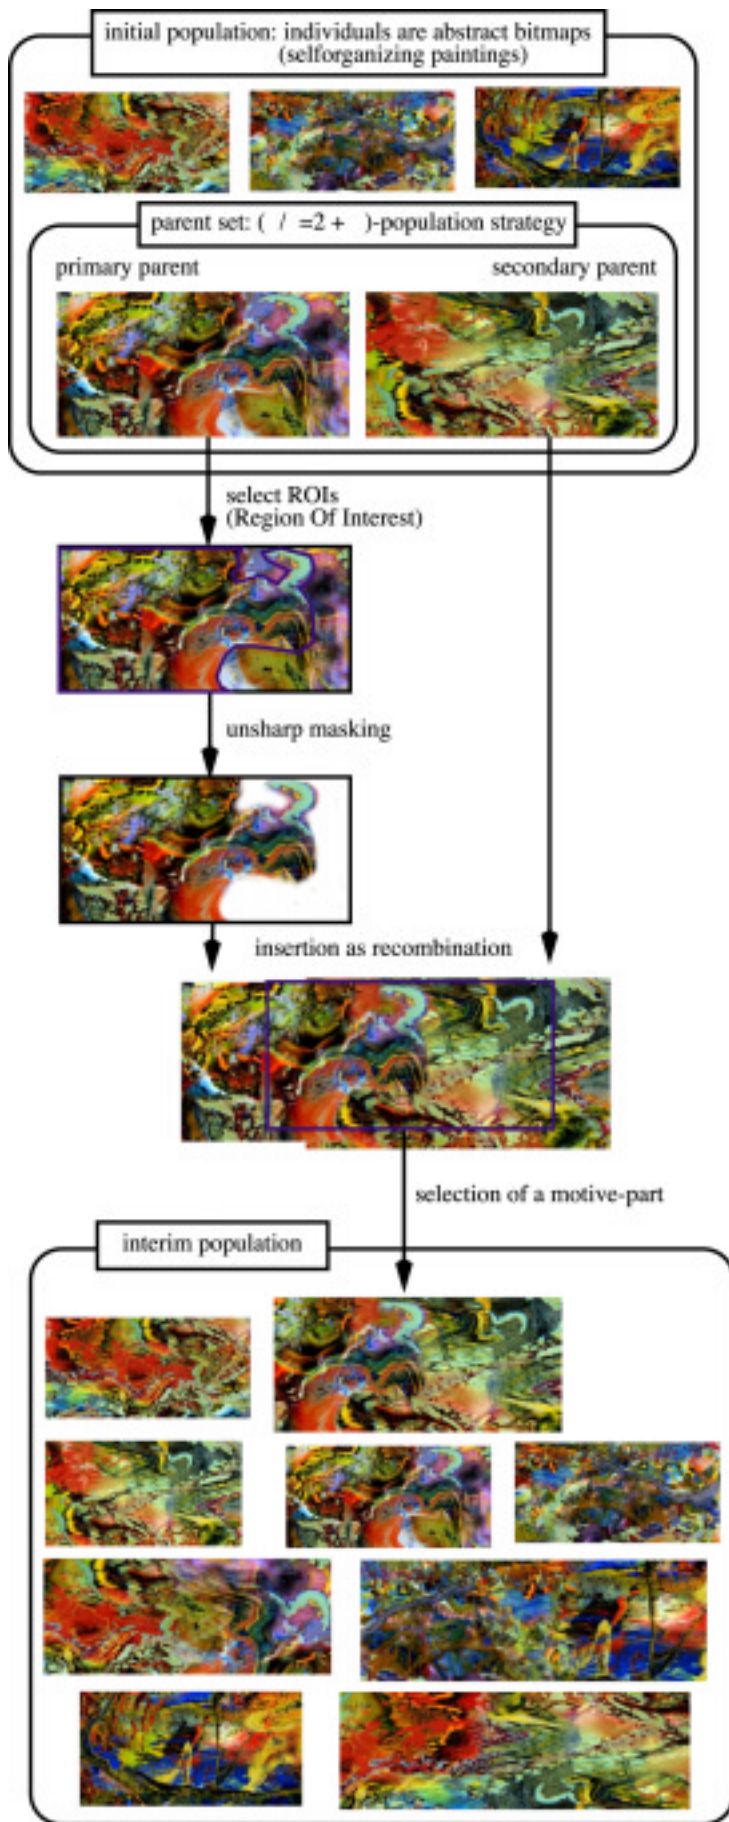 initial population: individuals are abstract bitmaps
(selforganizing paintings)
parent set: ( / =2 + )-population strategy
primary parent
secondary parent
select ROIs
(Region Of Interest)
unsharp masking
insertion as recombination
selection of a motive-part
interim population